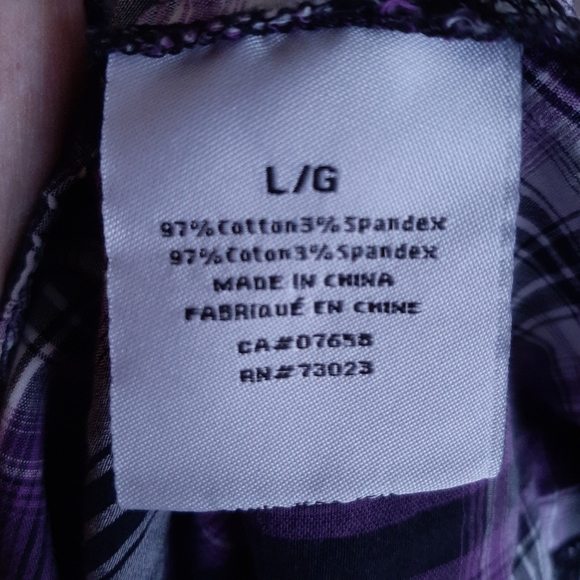 L/G
97%Cotton3%Spandex
97%Coton3%Spandex
MADE IN CHINA
FABRIQUÉ EN CHINE
CA#07658
RN#73023